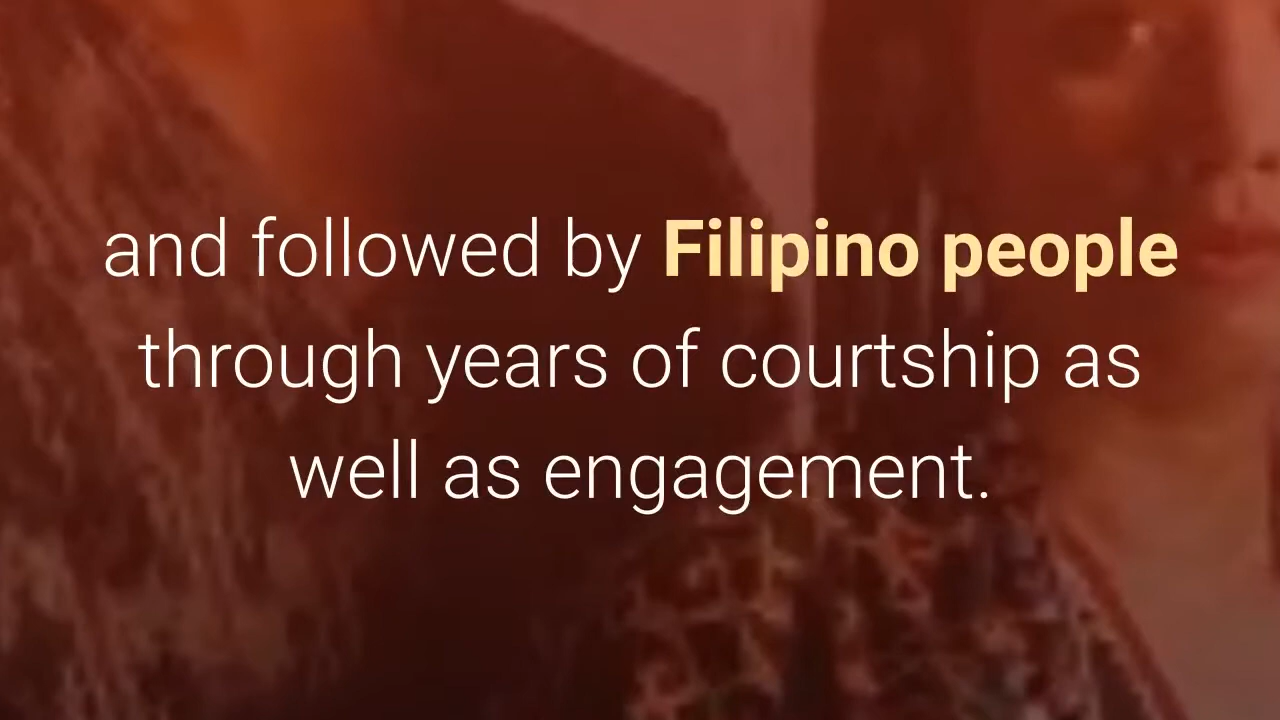 and followed by Filipino people
through years of courtship as
well as engagement.